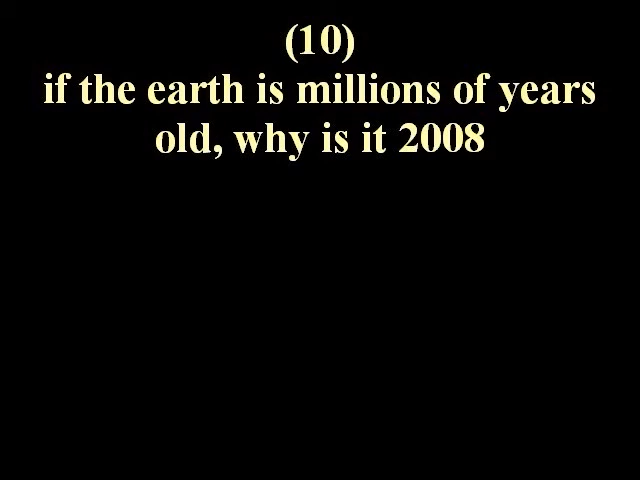 (10)
if the earth is millions of years
old, why is it 2008